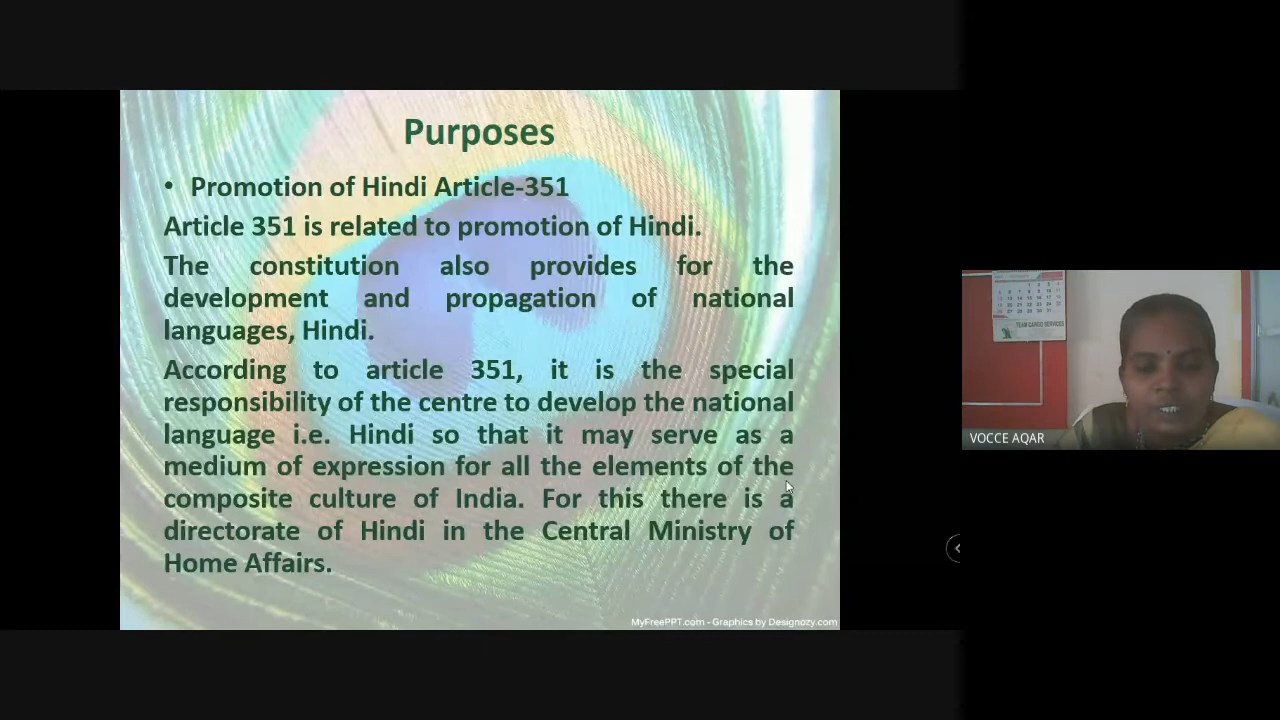 Purposes
• Promotion of Hindi Article-351
Article 351 is related to promotion of Hindi.
The constitution also provides for the
development and propagation of national
languages, Hindi.
According to article 351, it is the special
responsibility of the centre to develop the national
language i.e. Hindi so that it may serve as a
medium of expression for all the elements of the
composite culture of India. For this there is a
directorate of Hindi in the Central Ministry of
Home Affairs.
MyFreePPT.com - Graphics by Designozy.com
TEAM CARGO SERVICES
VOCCE AQAR